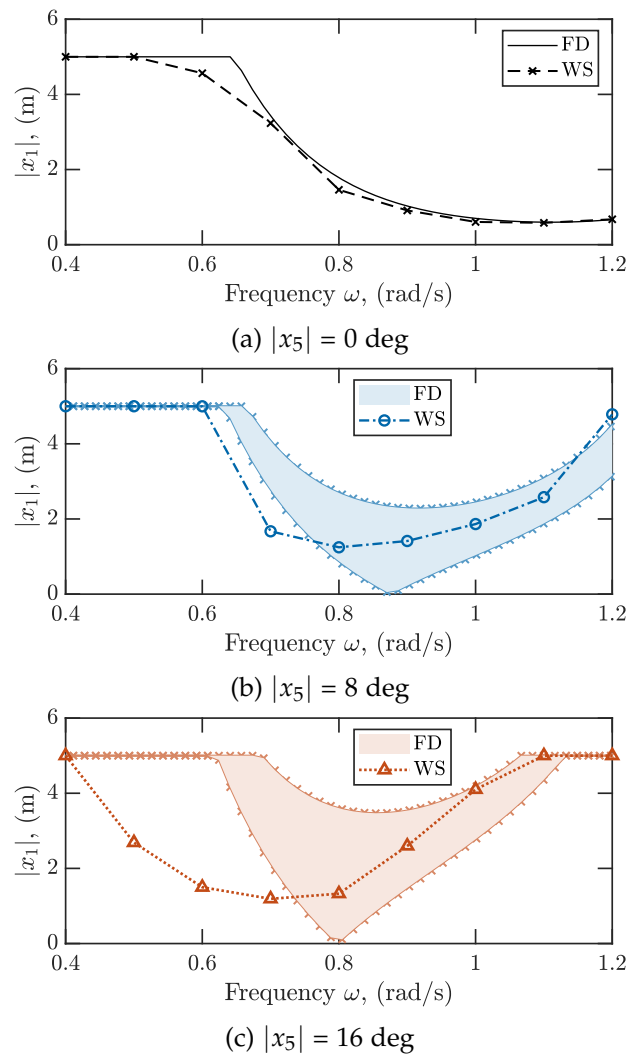 6
4
2
0
|x₁|, (m)
FD
WS
0.4 0.6 0.8 1 1.2
Frequency ω, (rad/s)
(a) |x₅| = 0 deg
6
4
2
0
|x₁|, (m)
FD
WS
0.4 0.6 0.8 1 1.2
Frequency ω, (rad/s)
(b) |x₅| = 8 deg
6
4
2
0
|x₁|, (m)
FD
WS
0.4 0.6 0.8 1 1.2
Frequency ω, (rad/s)
(c) |x₅| = 16 deg